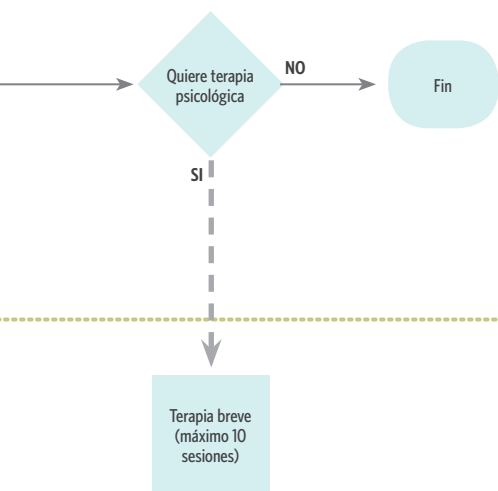 Quiere terapia
psicológica
NO
Fin
SI
Terapia breve
(máximo 10
sesiones)